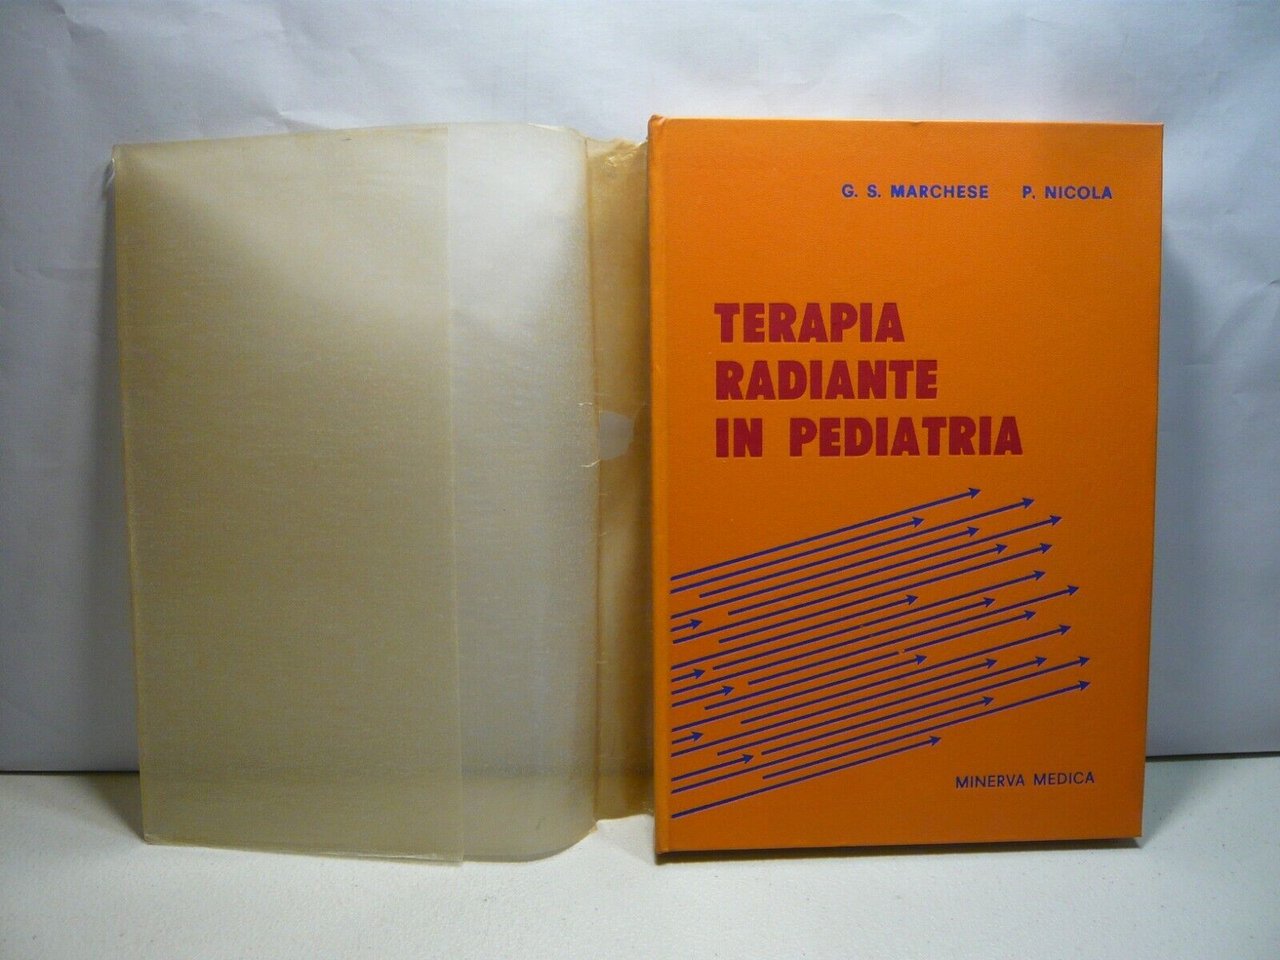 G. S. MARCHESE P. NICOLA
TERAPIA
RADIANTE
IN PEDIATRIA
MINERVA MEDICA